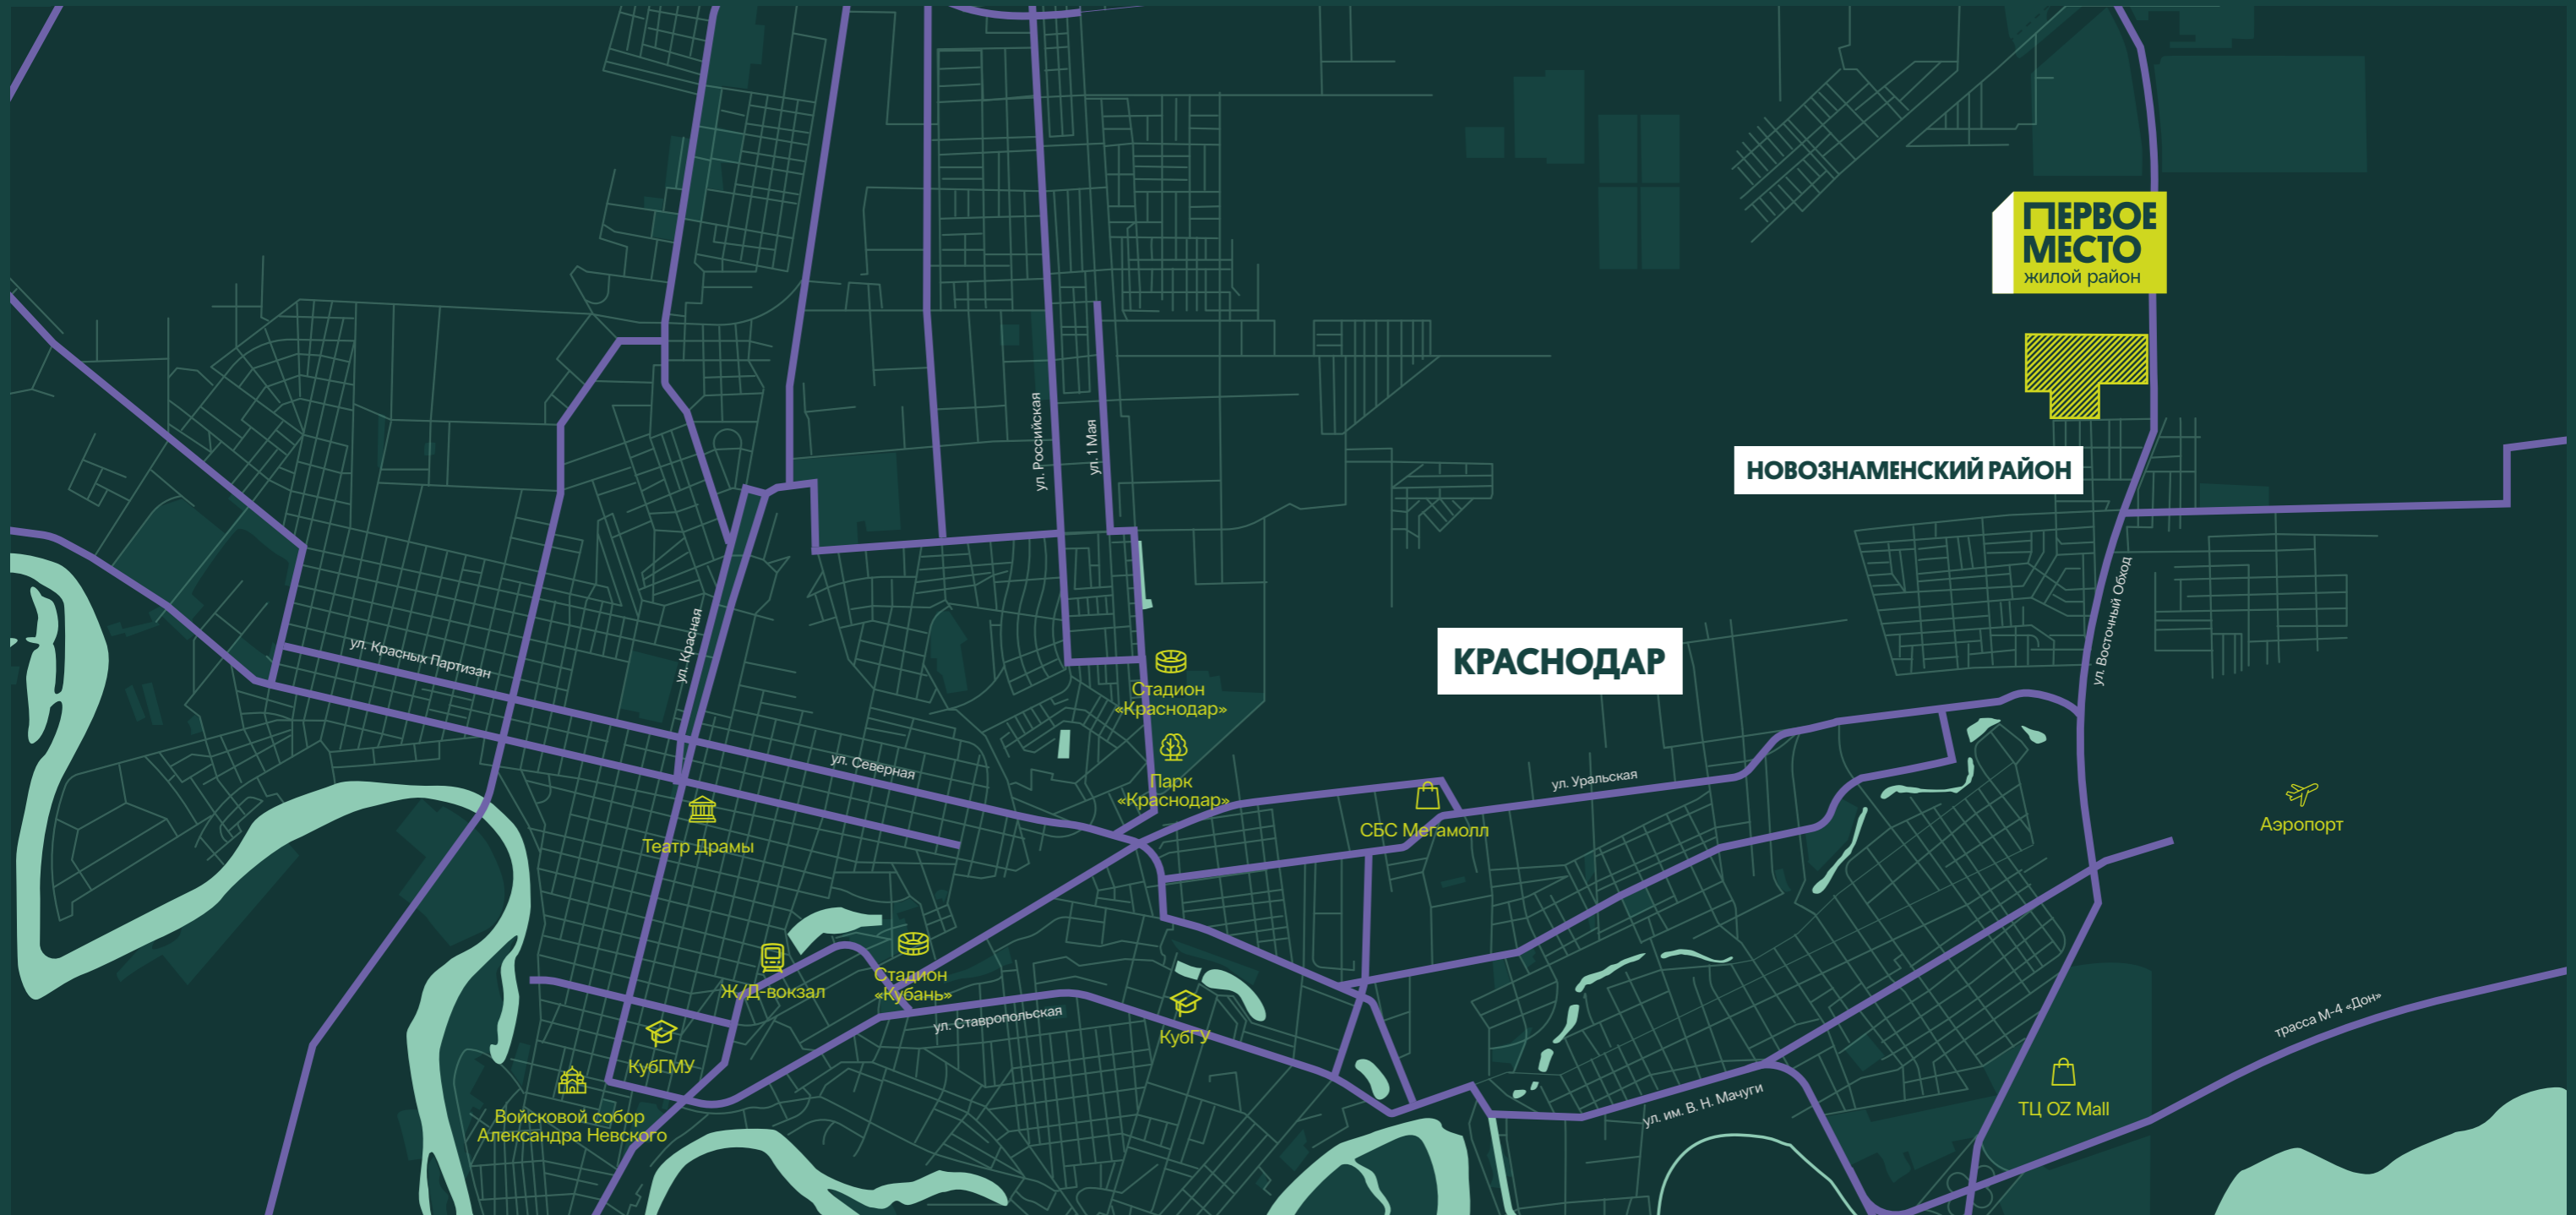 ПЕРВОЕ
МЕСТО
жилой район
НОВОЗНАМЕНСКИЙ РАЙОН
КРАСНОДАР
ул. Российская
ул. 1 Мая
ул. Красная
ул. Красных Партизан
ул. Северная
ул. Восточный Обход
Стадион
«Краснодар»
Парк
«Краснодар»
ул. Уральская
СБС Мегамолл
Аэропорт
Театр Драмы
Ж/Д-вокзал
Стадион
«Кубань»
ул. Ставропольская
КубГУ
КубГМУ
Войсковой собор
Александра Невского
ул. им. В. Н. Мачуги
ТЦ OZ Mall
трасса М-4 «Дон»